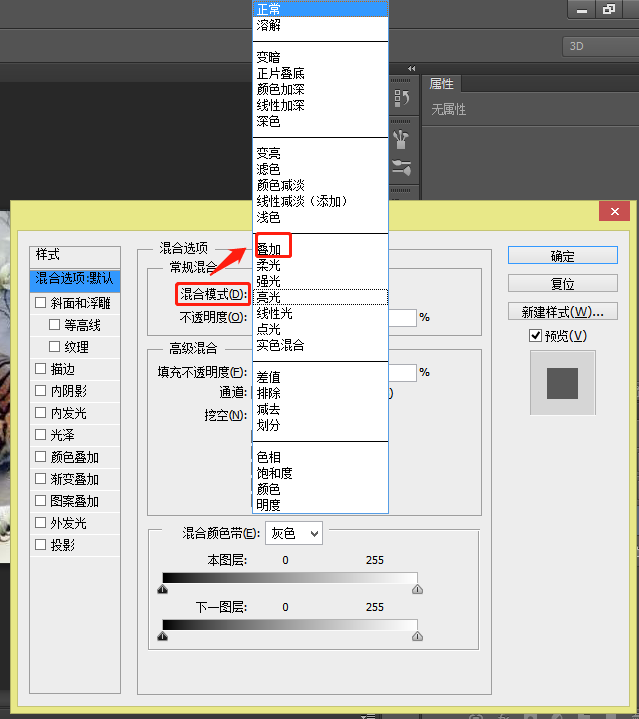 正常
溶解
变暗
正片叠底
颜色加深
线性加深
深色
变亮
滤色
颜色减淡
线性减淡（添加）
浅色
叠加
柔光
强光
亮光
线性光
点光
实色混合
差值
排除
减去
划分
色相
饱和度
颜色
明度
3D
属性
无属性
样式
混合选项:默认
斜面和浮雕
等高线
纹理
描边
内阴影
内发光
光泽
颜色叠加
渐变叠加
图案叠加
外发光
投影
混合选项
常规混合
混合模式(D):
不透明度(O):
%
高级混合
填充不透明度(F):
%
通道:
)
挖空(N):
混合颜色带(E):
灰色
本图层: 0 255
下一图层: 0 255
确定
复位
新建样式(W)...
预览(V)